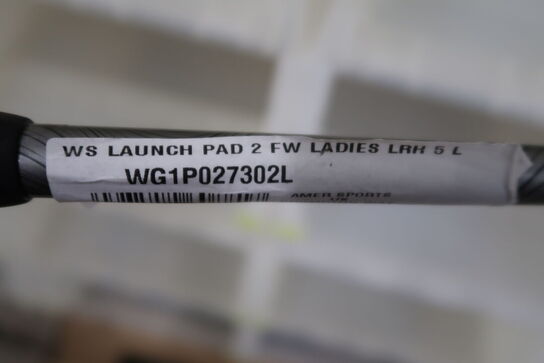 WS LAUNCH PAD 2 FW LADIES LRH 5 L
WG1P027302L
AMER SPORTS